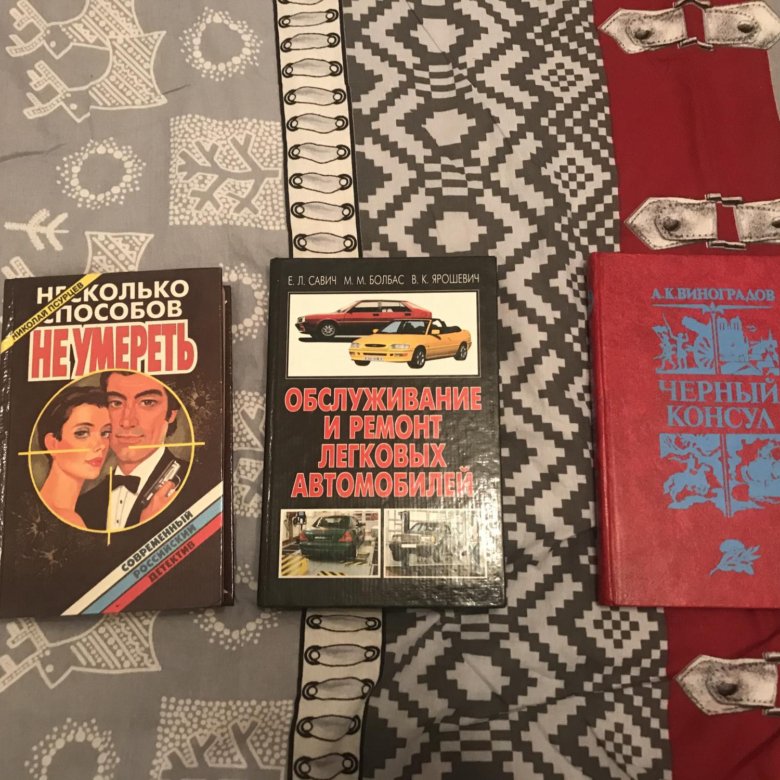 НИКОЛАЙ ПСУРЦЕВ
НЕСКОЛЬКО
СПОСОБОВ
НЕ УМЕРЕТЬ
СОВРЕМЕННЫЙ
РОССИЙСКИЙ
ДЕТЕКТИВ
Е. Л. САВИЧ М. М. БОЛБАС В. К. ЯРОШЕВИЧ
ОБСЛУЖИВАНИЕ
И РЕМОНТ
ЛЕГКОВЫХ
АВТОМОБИЛЕЙ
А.К.ВИНОГРАДОВ
ЧЕРНЫЙ
КОНСУЛ